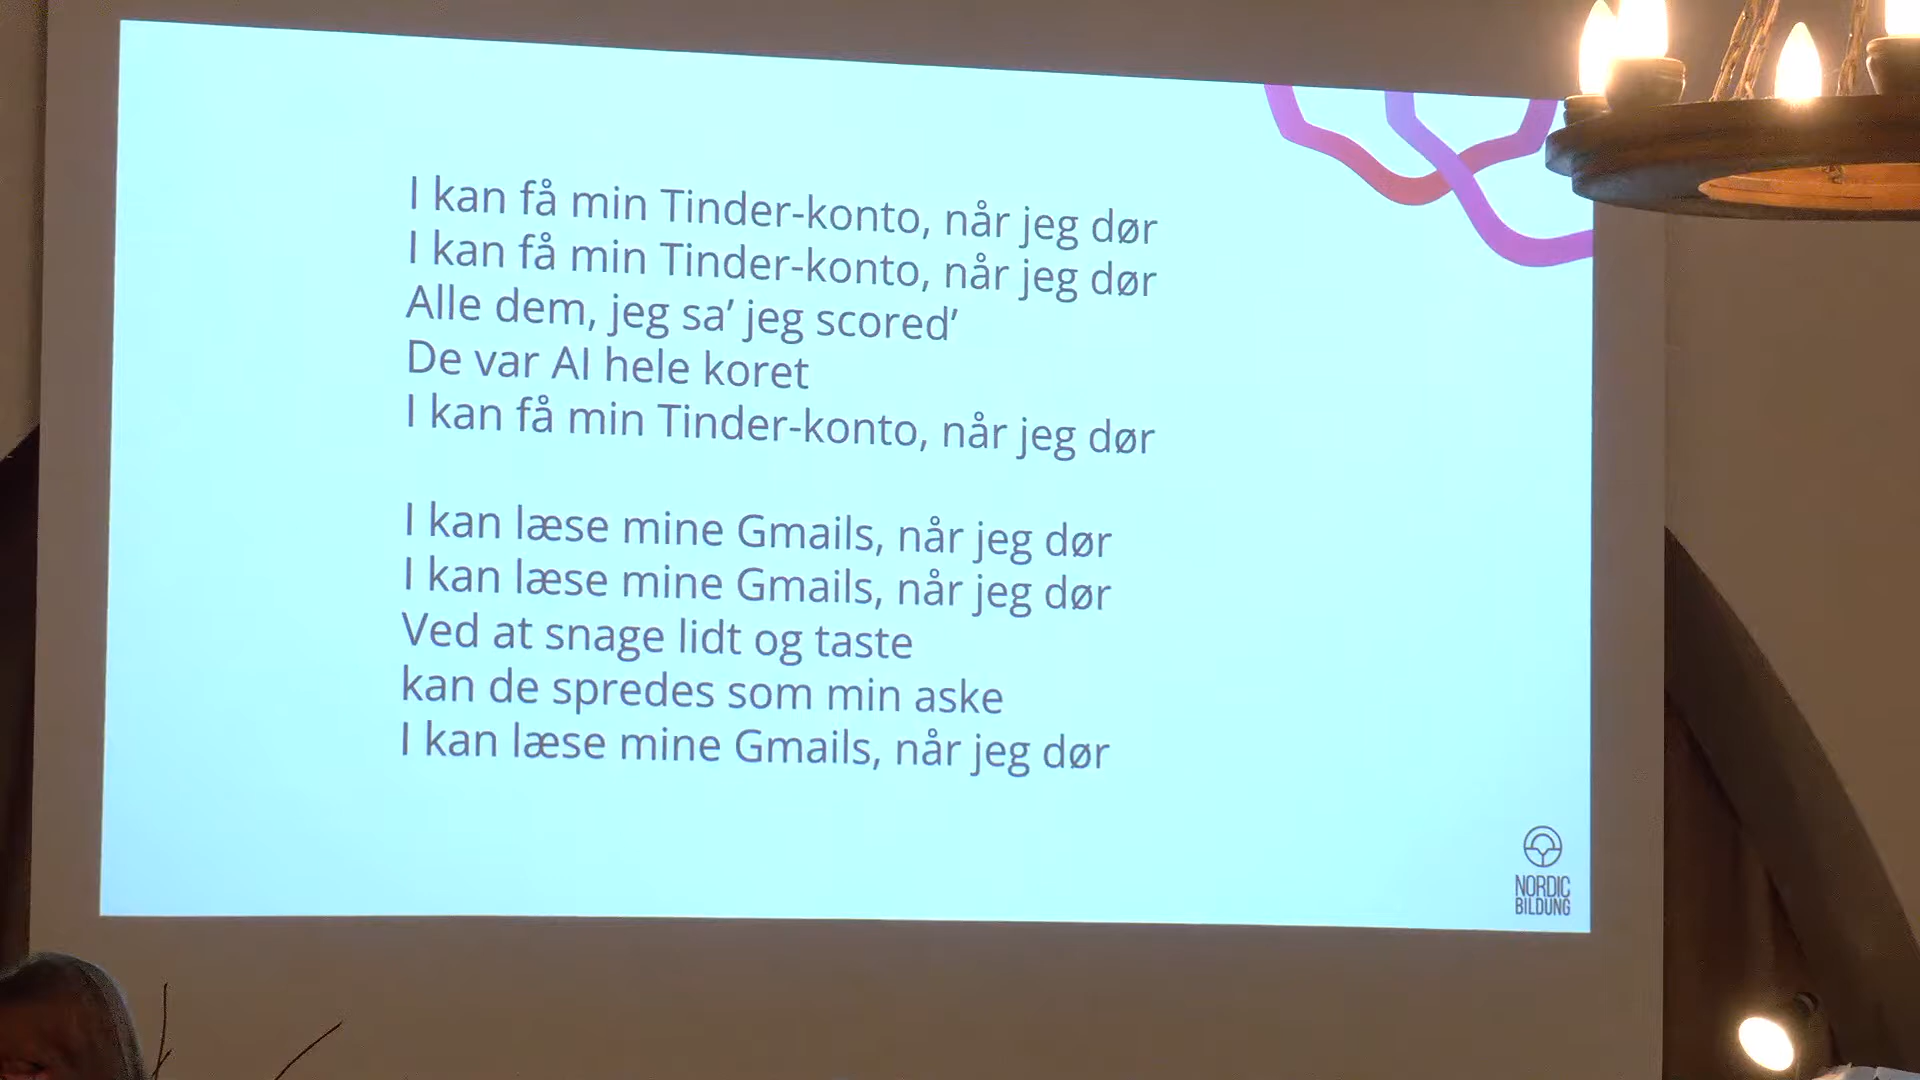 I kan få min Tinder-konto, når jeg dør
I kan få min Tinder-konto, når jeg dør
Alle dem, jeg sa’ jeg scored’
De var AI hele koret
I kan få min Tinder-konto, når jeg dør
I kan læse mine Gmails, når jeg dør
I kan læse mine Gmails, når jeg dør
Ved at snage lidt og taste
kan de spredes som min aske
I kan læse mine Gmails, når jeg dør
NORDIC
BILDUNG